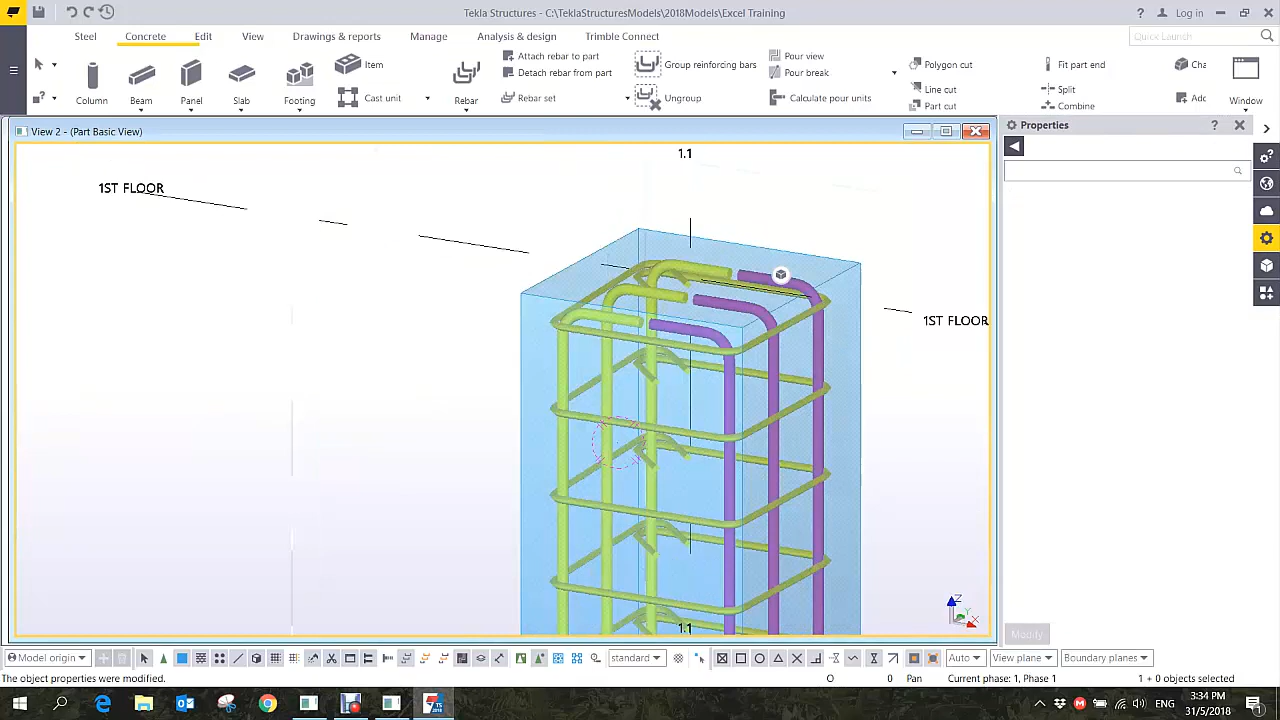 Tekla Structures - C:\TeklaStructuresModels\2018Models\Excel Training
? Log in
Steel Concrete Edit View Drawings & reports Manage Analysis & design Trimble Connect Quick Launch
Column Beam Panel Slab Footing Item Cast unit Rebar
Attach rebar to part
Detach rebar from part
Rebar set
Group reinforcing bars
Ungroup
Pour view
Pour break
Calculate pour units
Polygon cut
Line cut
Part cut
Fit part end
Split
Combine
Cha
Adc
Window
View 2 - (Part Basic View)
Properties ?
1.1
1ST FLOOR
1ST FLOOR
1.1
Z
Y
X
Modify
Model origin standard Auto View plane Boundary planes
The object properties were modified. O 0 Pan Current phase: 1, Phase 1 1 + 0 objects selected
ENG 3:34 PM
31/5/2018